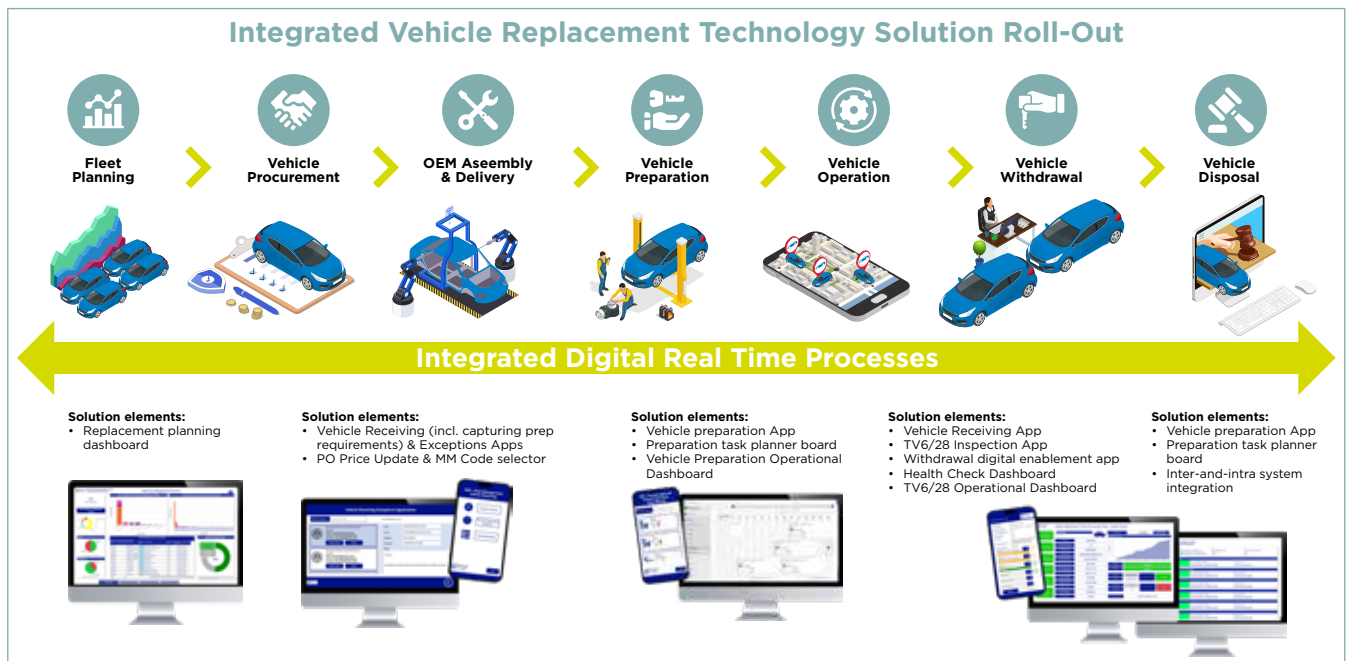 Integrated Vehicle Replacement Technology Solution Roll-Out
Fleet
Planning
Vehicle
Procurement
OEM Aseembly
& Delivery
Vehicle
Preparation
Vehicle
Operation
Vehicle
Withdrawal
Vehicle
Disposal
Integrated Digital Real Time Processes
Solution elements:
• Replacement planning
dashboard
Solution elements:
• Vehicle Receiving (incl. capturing prep
requirements) & Exceptions Apps
• PO Price Update & MM Code selector
Solution elements:
• Vehicle preparation App
• Preparation task planner board
• Vehicle Preparation Operational
Dashboard
Solution elements:
• Vehicle Receiving App
• TV6/28 Inspection App
• Withdrawal digital enablement app
• Health Check Dashboard
• TV6/28 Operational Dashboard
Solution elements:
• Vehicle preparation App
• Preparation task planner
board
• Inter-and-intra system
integration
Vehicle Receiving Exceptions Application